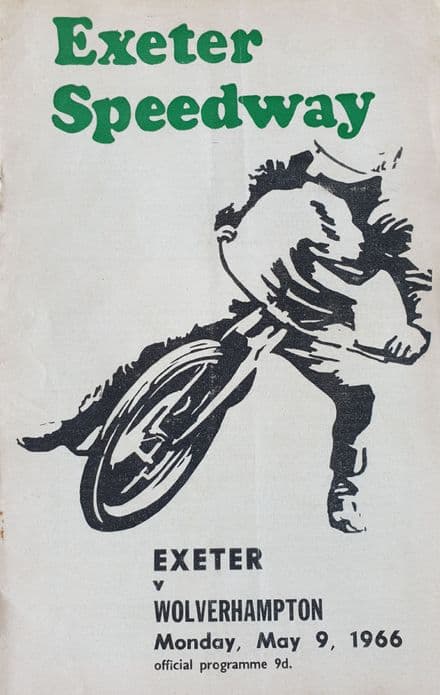 Exeter
Speedway
EXETER
v
WOLVERHAMPTON
Monday, May 9, 1966
official programme 9d.